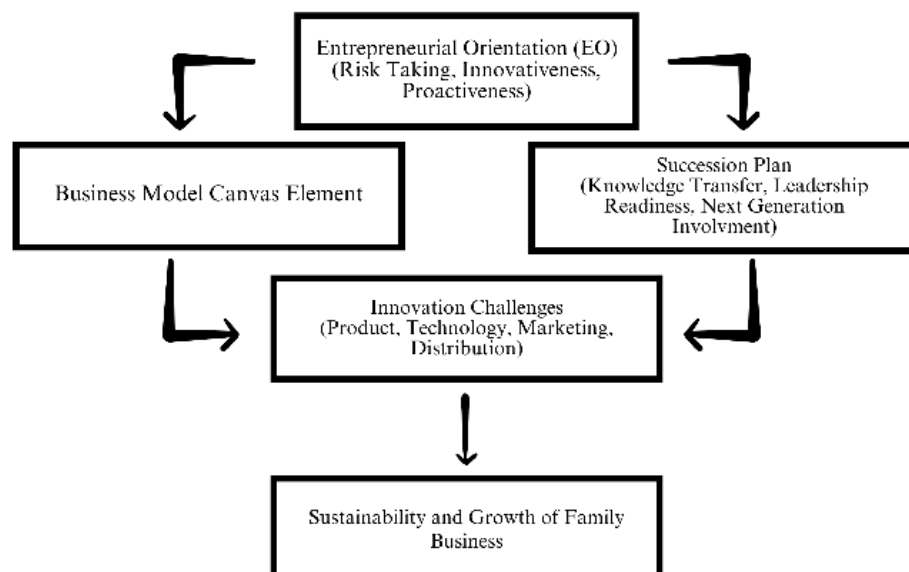 Entrepreneurial Orientation (EO)
(Risk Taking, Innovativeness,
Proactiveness)
Business Model Canvas Element
Succession Plan
(Knowledge Transfer, Leadership
Readiness, Next Generation
Involvment)
Innovation Challenges
(Product, Technology, Marketing,
Distribution)
Sustainability and Growth of Family
Business